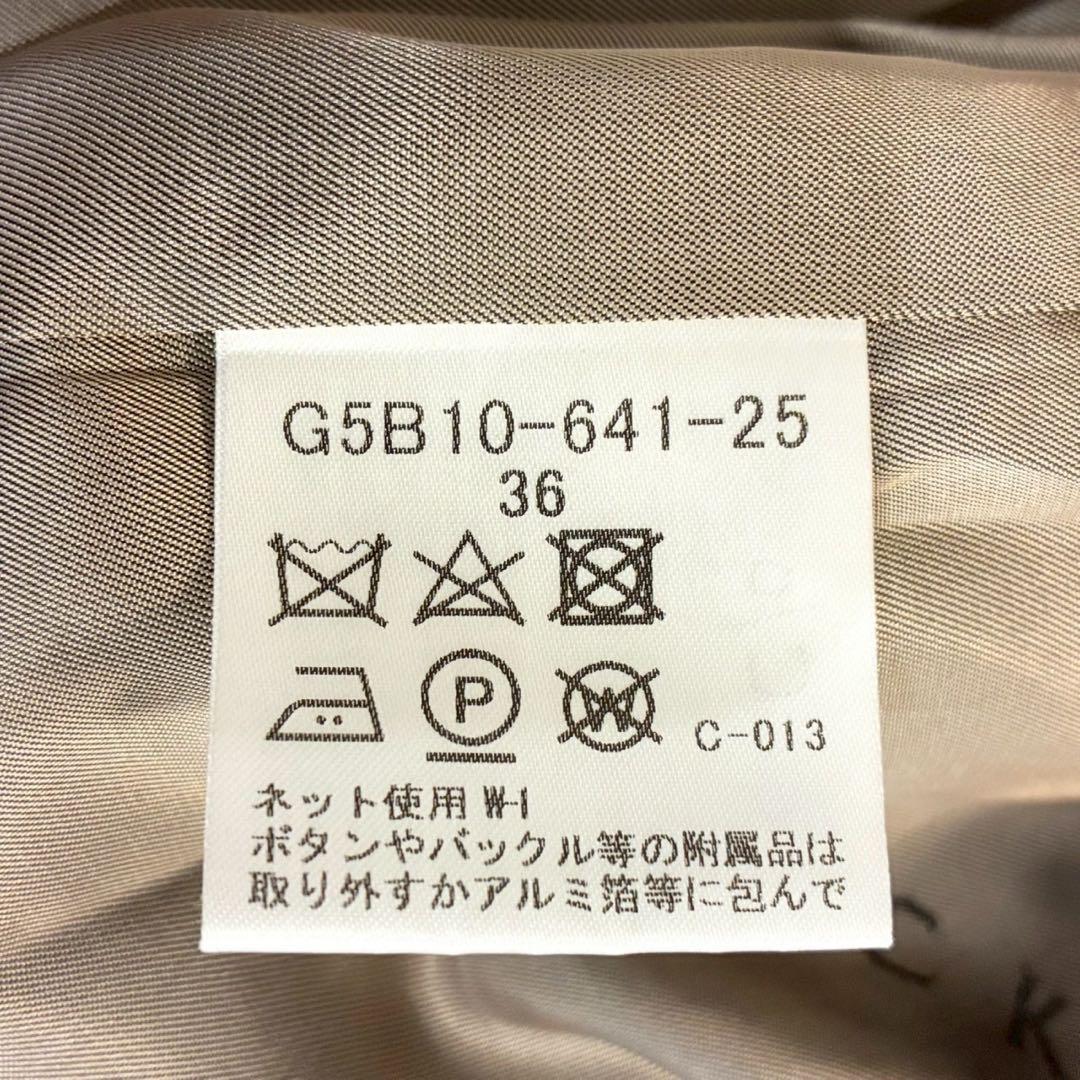 G5B10-641-25
36
P
W
C-013
ネット使用 W-I
ボタンやバックル等の附属品は
取り外すかアルミ箔等に包んで
C K